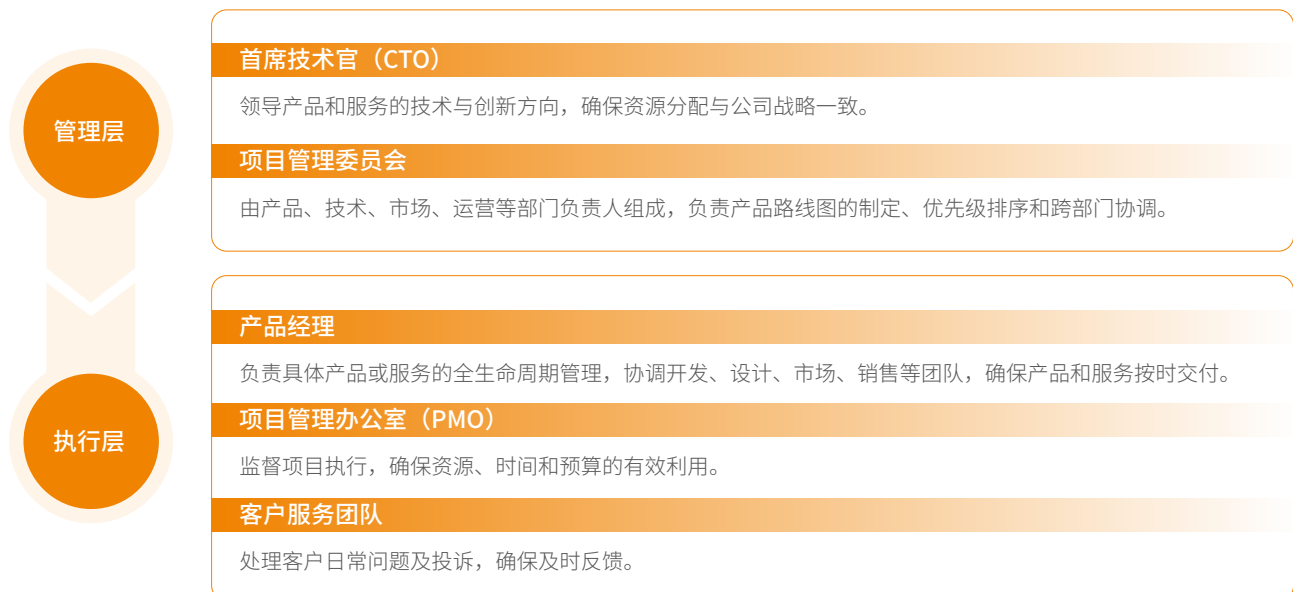 管理层
首席技术官（CTO）
领导产品和服务的技术与创新方向，确保资源分配与公司战略一致。
项目管理委员会
由产品、技术、市场、运营等部门负责人组成，负责产品路线图的制定、优先级排序和跨部门协调。
执行层
产品经理
负责具体产品或服务的全生命周期管理，协调开发、设计、市场、销售等团队，确保产品和服务按时交付。
项目管理办公室（PMO）
监督项目执行，确保资源、时间和预算的有效利用。
客户服务团队
处理客户日常问题及投诉，确保及时反馈。